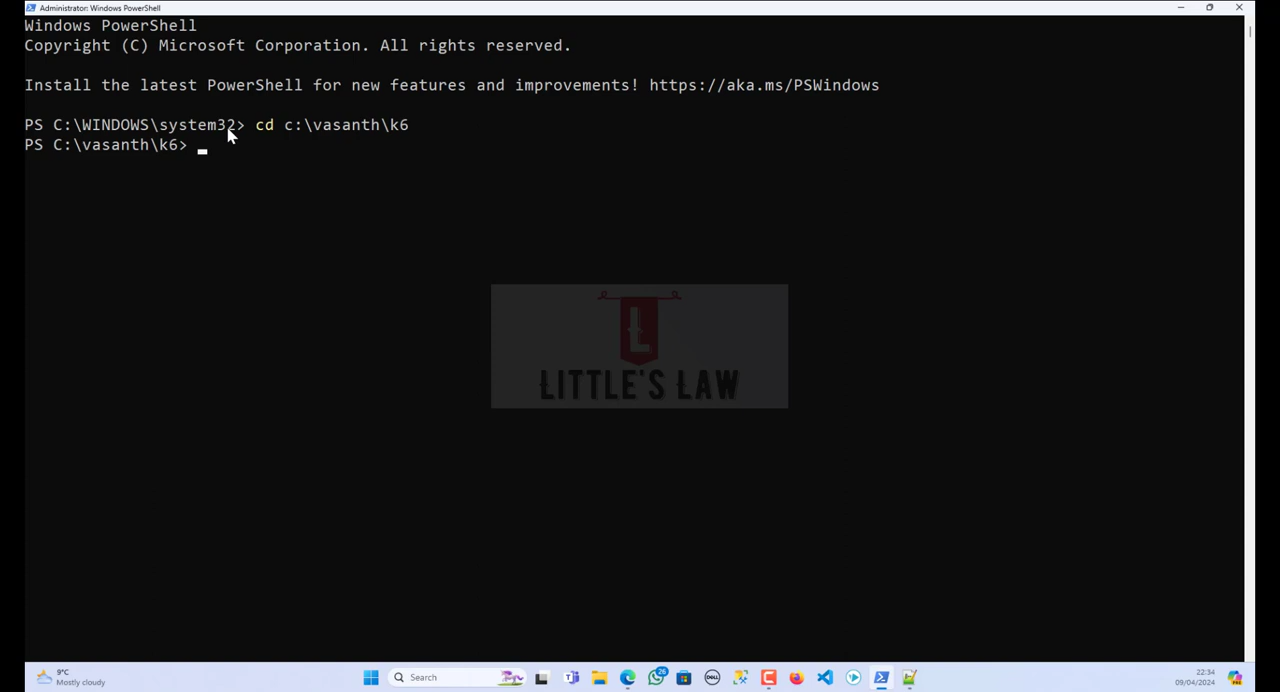 Administrator: Windows PowerShell
Windows PowerShell
Copyright (C) Microsoft Corporation. All rights reserved.
Install the latest PowerShell for new features and improvements! https://aka.ms/PSWindows
PS C:\WINDOWS\system32> cd c:\vasanth\k6
PS C:\vasanth\k6>
L
LITTLE'S LAW
9°C
Mostly cloudy
Search
26
DELL
22:34
09/04/2024